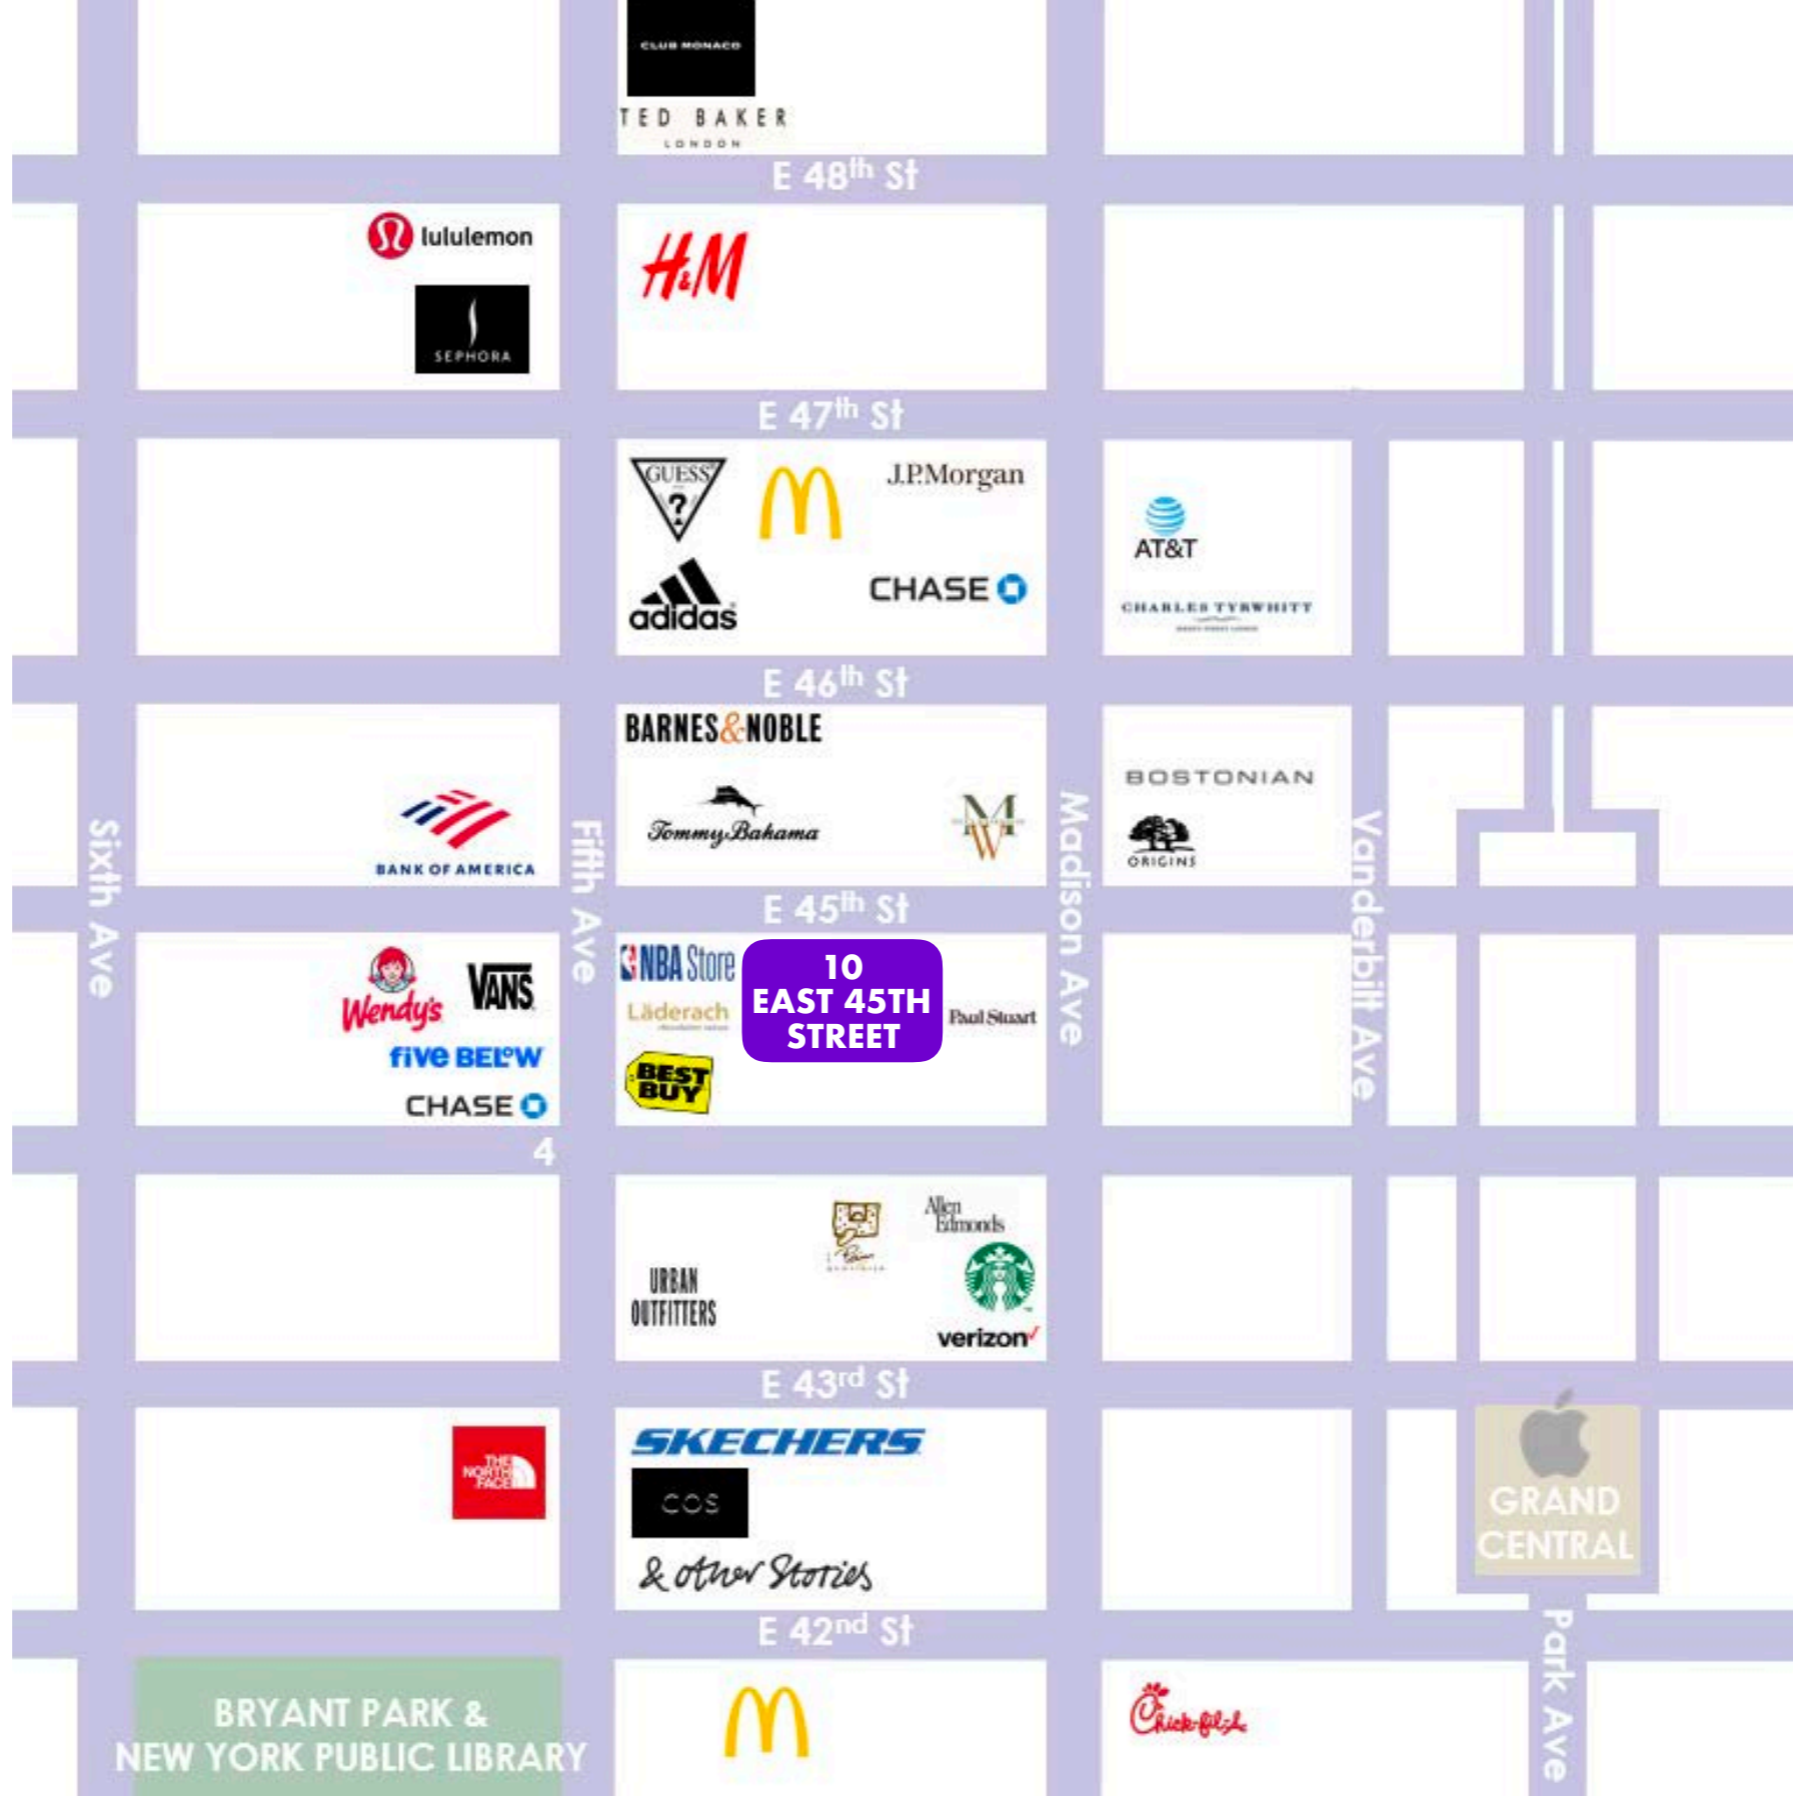 CLUB MONACO
TED BAKER
LONDON
E 48th St
lululemon
H&M
SEPHORA
E 47th St
GUESS
?
J.P.Morgan
AT&T
adidas
CHASE
CHARLES TYRWHITT
E 46th St
BARNES&NOBLE
BOSTONIAN
Tommy Bahama
MW
ORIGINS
BANK OF AMERICA
Sixth Ave
Fifth Ave
Madison Ave
Vanderbilt Ave
E 45th St
Wendy's
VANS
NBA Store
10
EAST 45TH
STREET
Läderach
Paul Stuart
five BELOW
BEST
BUY
CHASE
4
Allen
Edmonds
URBAN
OUTFITTERS
verizon
E 43rd St
THE
NORTH
FACE
SKECHERS
COS
& other Stories
GRAND
CENTRAL
E 42nd St
Park Ave
BRYANT PARK &
NEW YORK PUBLIC LIBRARY
Chick-fil-A